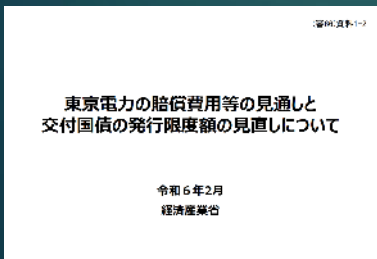 東京電力の賠償費用等の見通しと
交付国債の発行限度額の見直しについて
令和6年2月
経済産業省